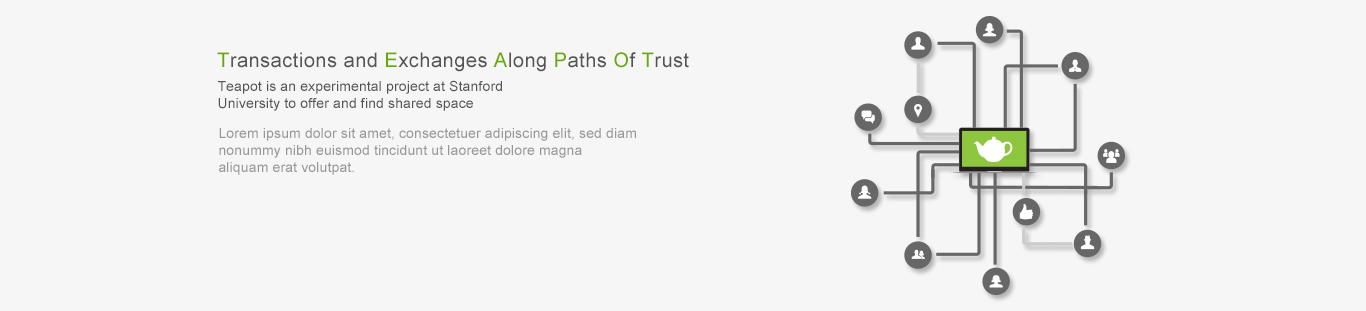 Transactions and Exchanges Along Paths Of Trust
Teapot is an experimental project at Stanford
University to offer and find shared space
Lorem ipsum dolor sit amet, consectetuer adipiscing elit, sed diam
nonummy nibh euismod tincidunt ut laoreet dolore magna
aliquam erat volutpat.